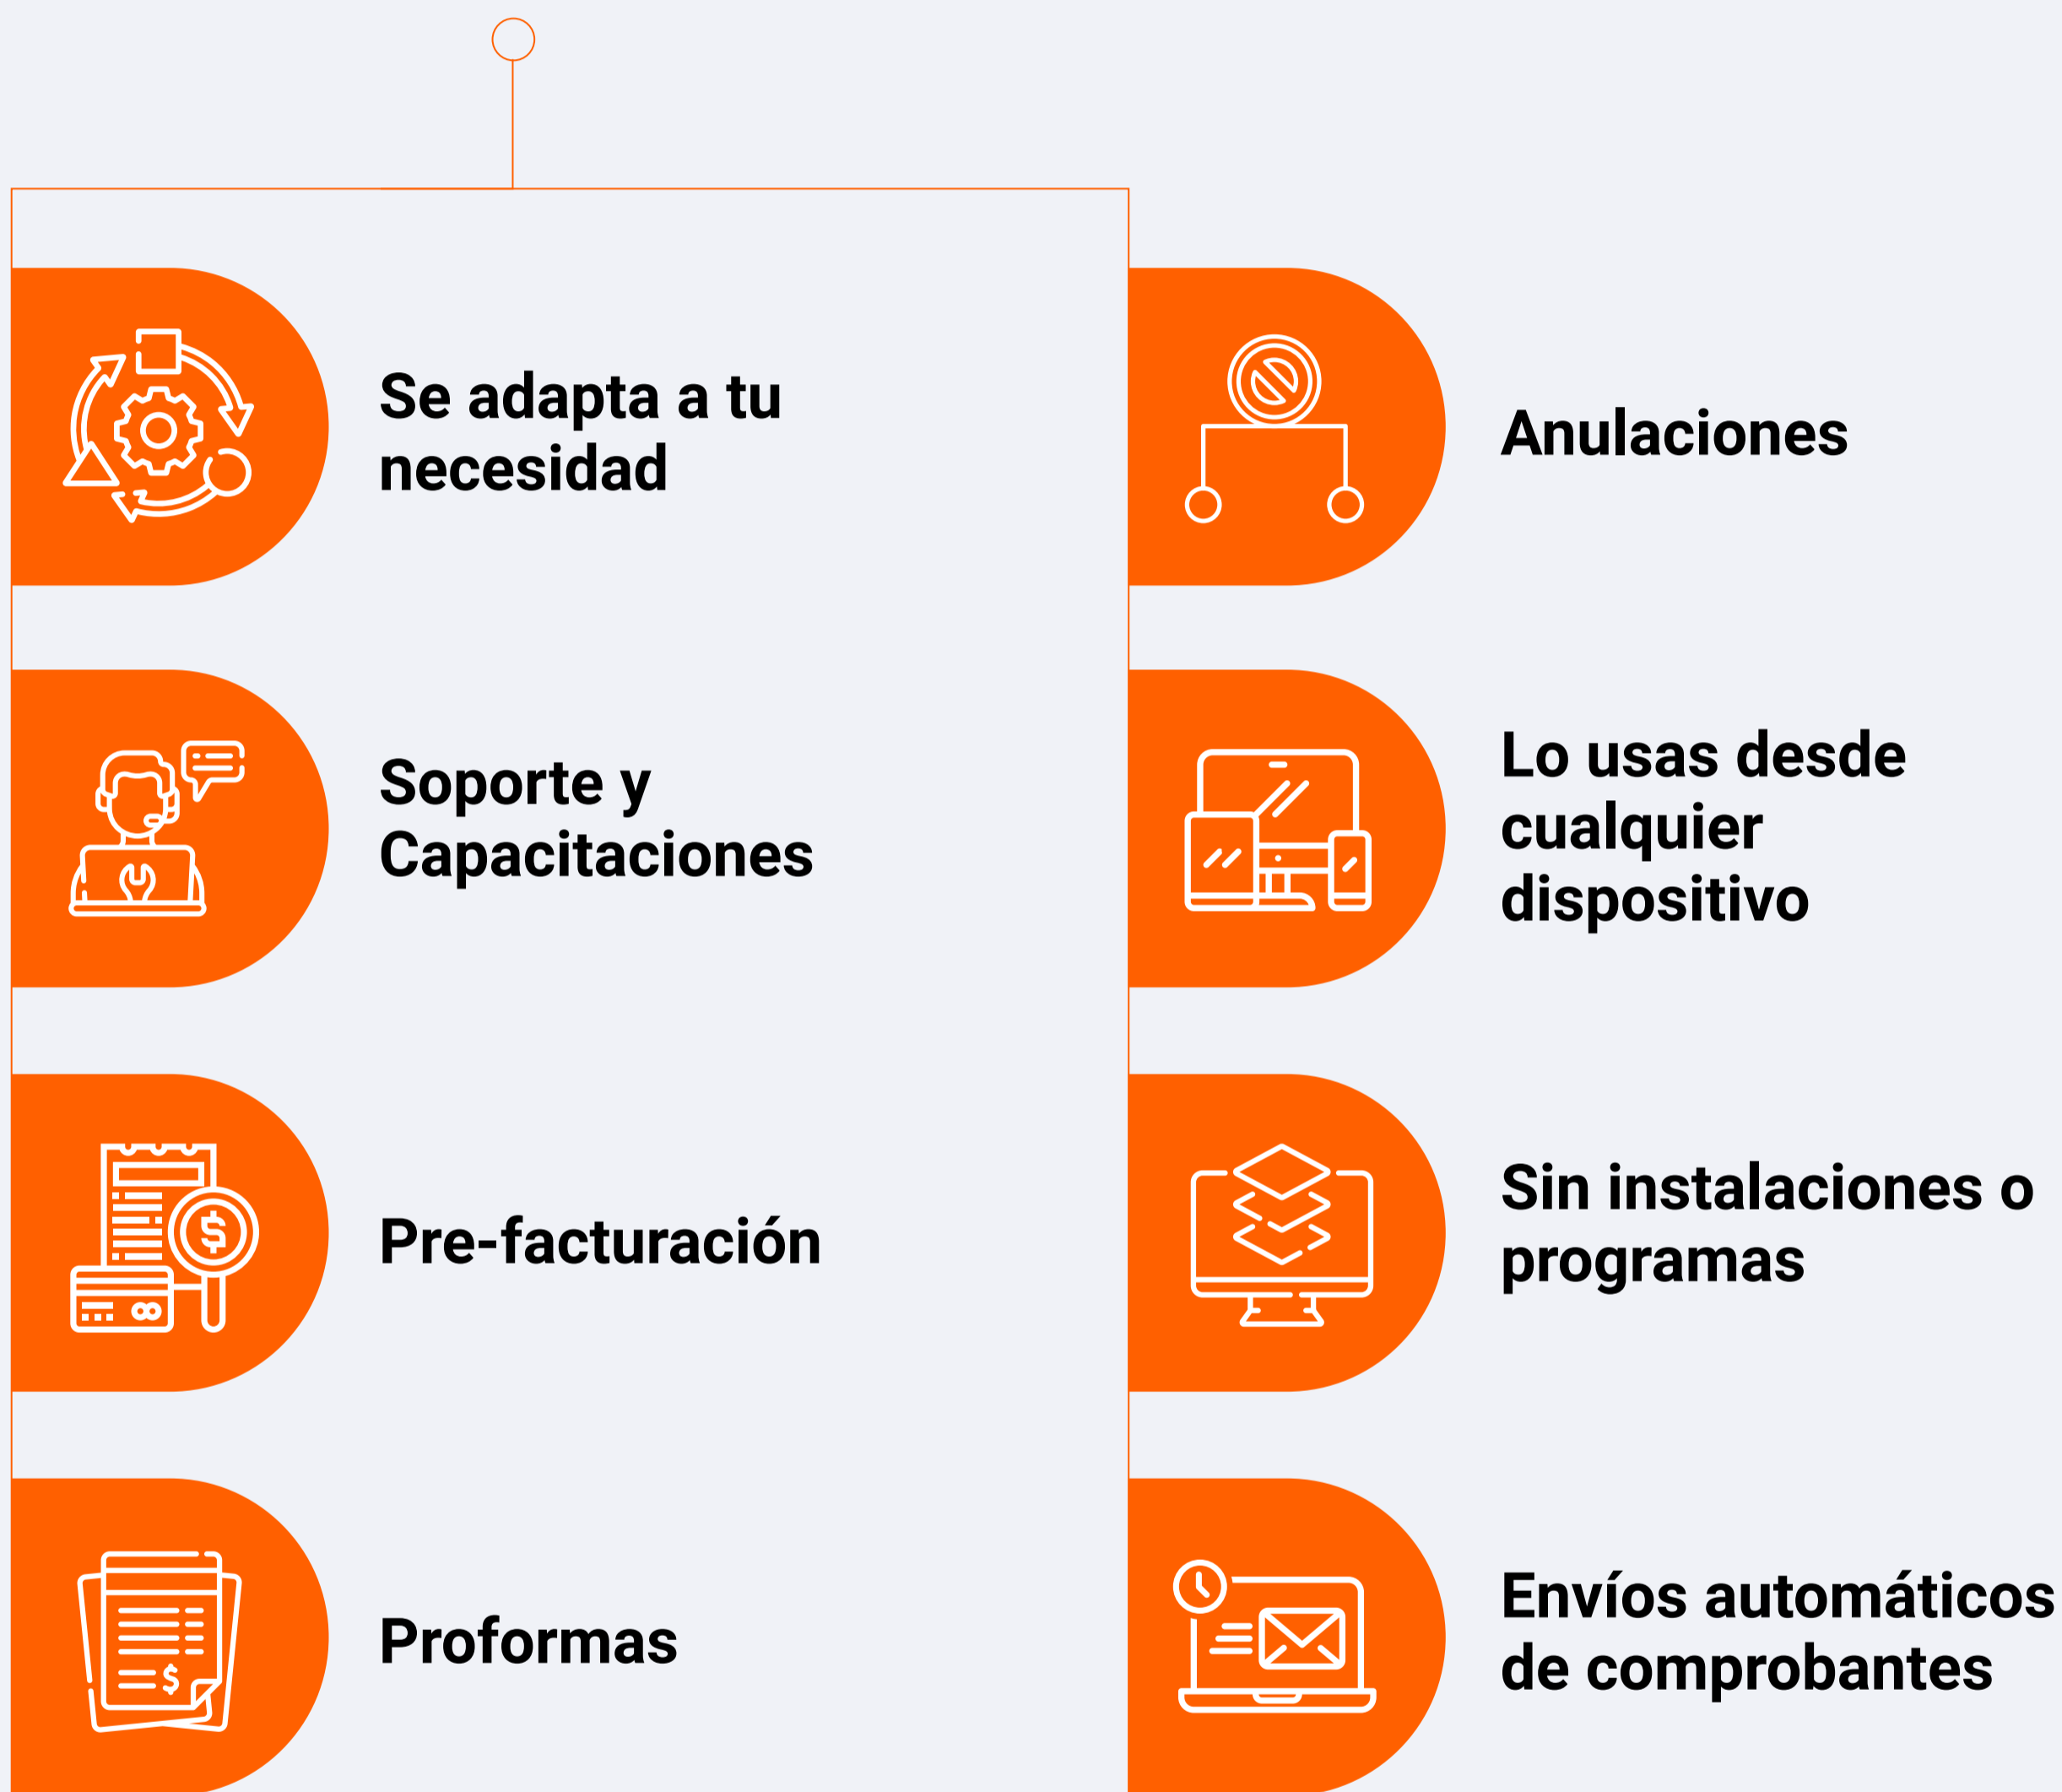 Se adapta a tu
necesidad
Soporte y
Capacitaciones
Pre-facturación
Proformas
Anulaciones
Lo usas desde
cualquier
dispositivo
Sin instalaciones o
programas
Envíos automáticos
de comprobantes